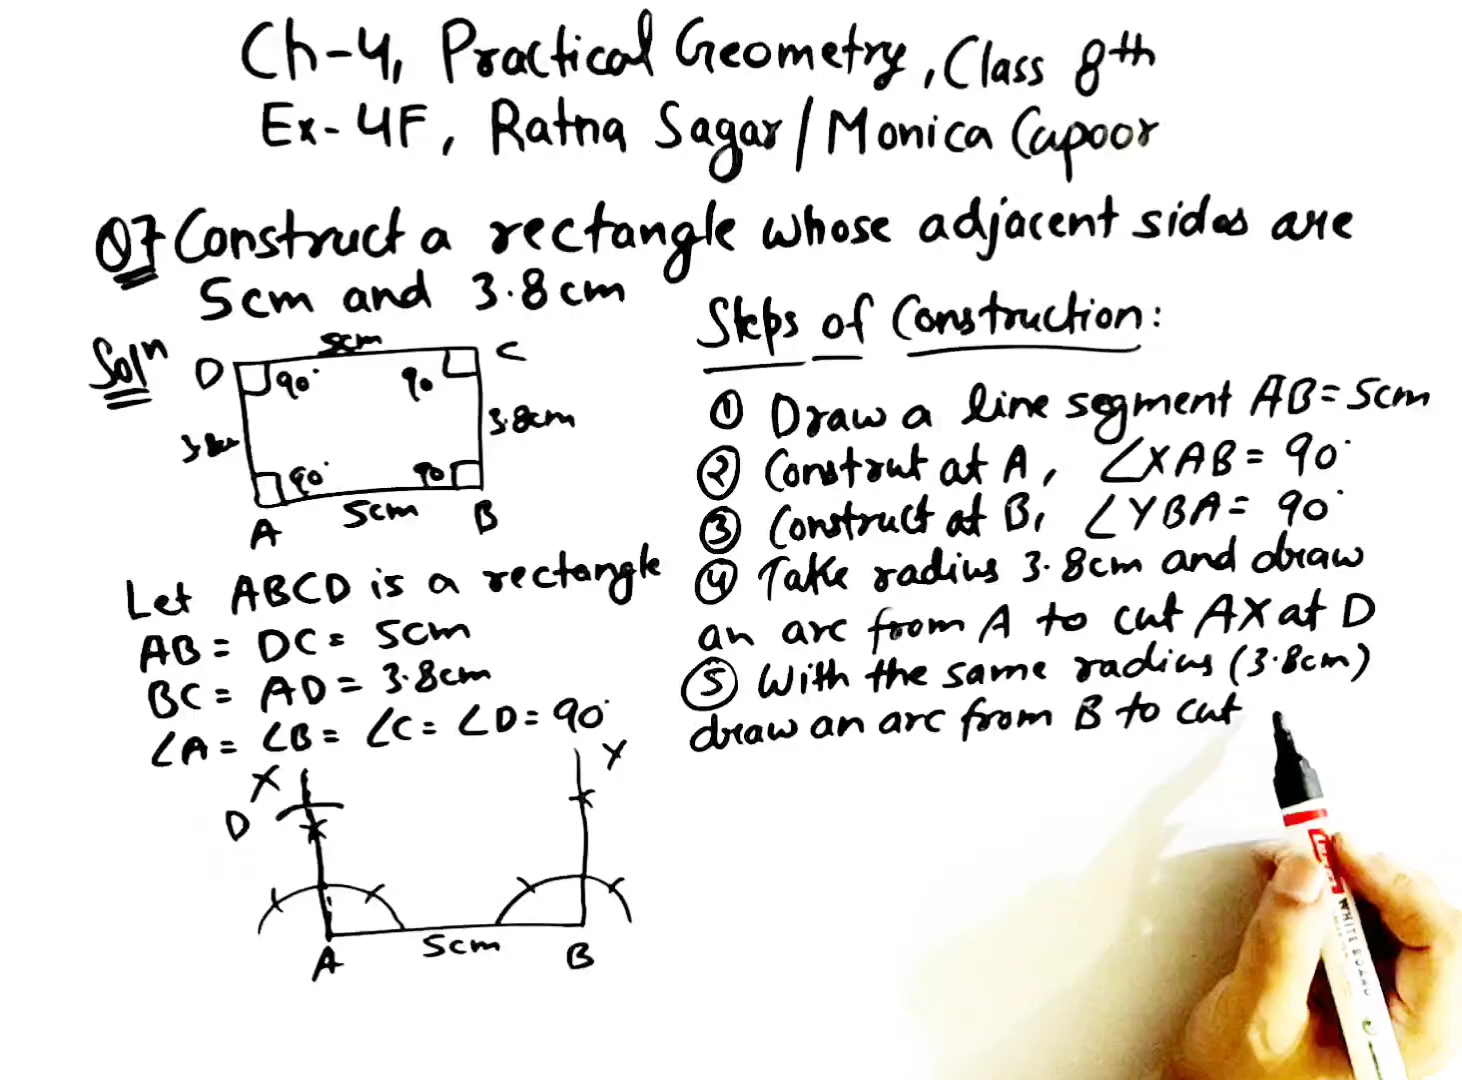 Ch-4, Practical Geometry, Class 8th
Ex-4F, Ratna Sagar/Monica Capoor
Q7 Construct a rectangle whose adjacent sides are
5cm and 3.8cm
Soln
D 5cm C
90° 90
3.8cm
90° 90
A 5cm B
Let ABCD is a rectangle
AB = DC = 5cm
BC = AD = 3.8cm
∠A = ∠B = ∠C = ∠D = 90°
X Y
D
A 5cm B
Steps of Construction:
① Draw a line segment AB = 5cm
② Construt at A, ∠XAB = 90°
③ Construct at B, ∠YBA = 90°
④ Take radius 3.8cm and draw
an arc from A to cut AX at D
⑤ With the same radius (3.8cm)
draw an arc from B to cut
WHITE BOARD